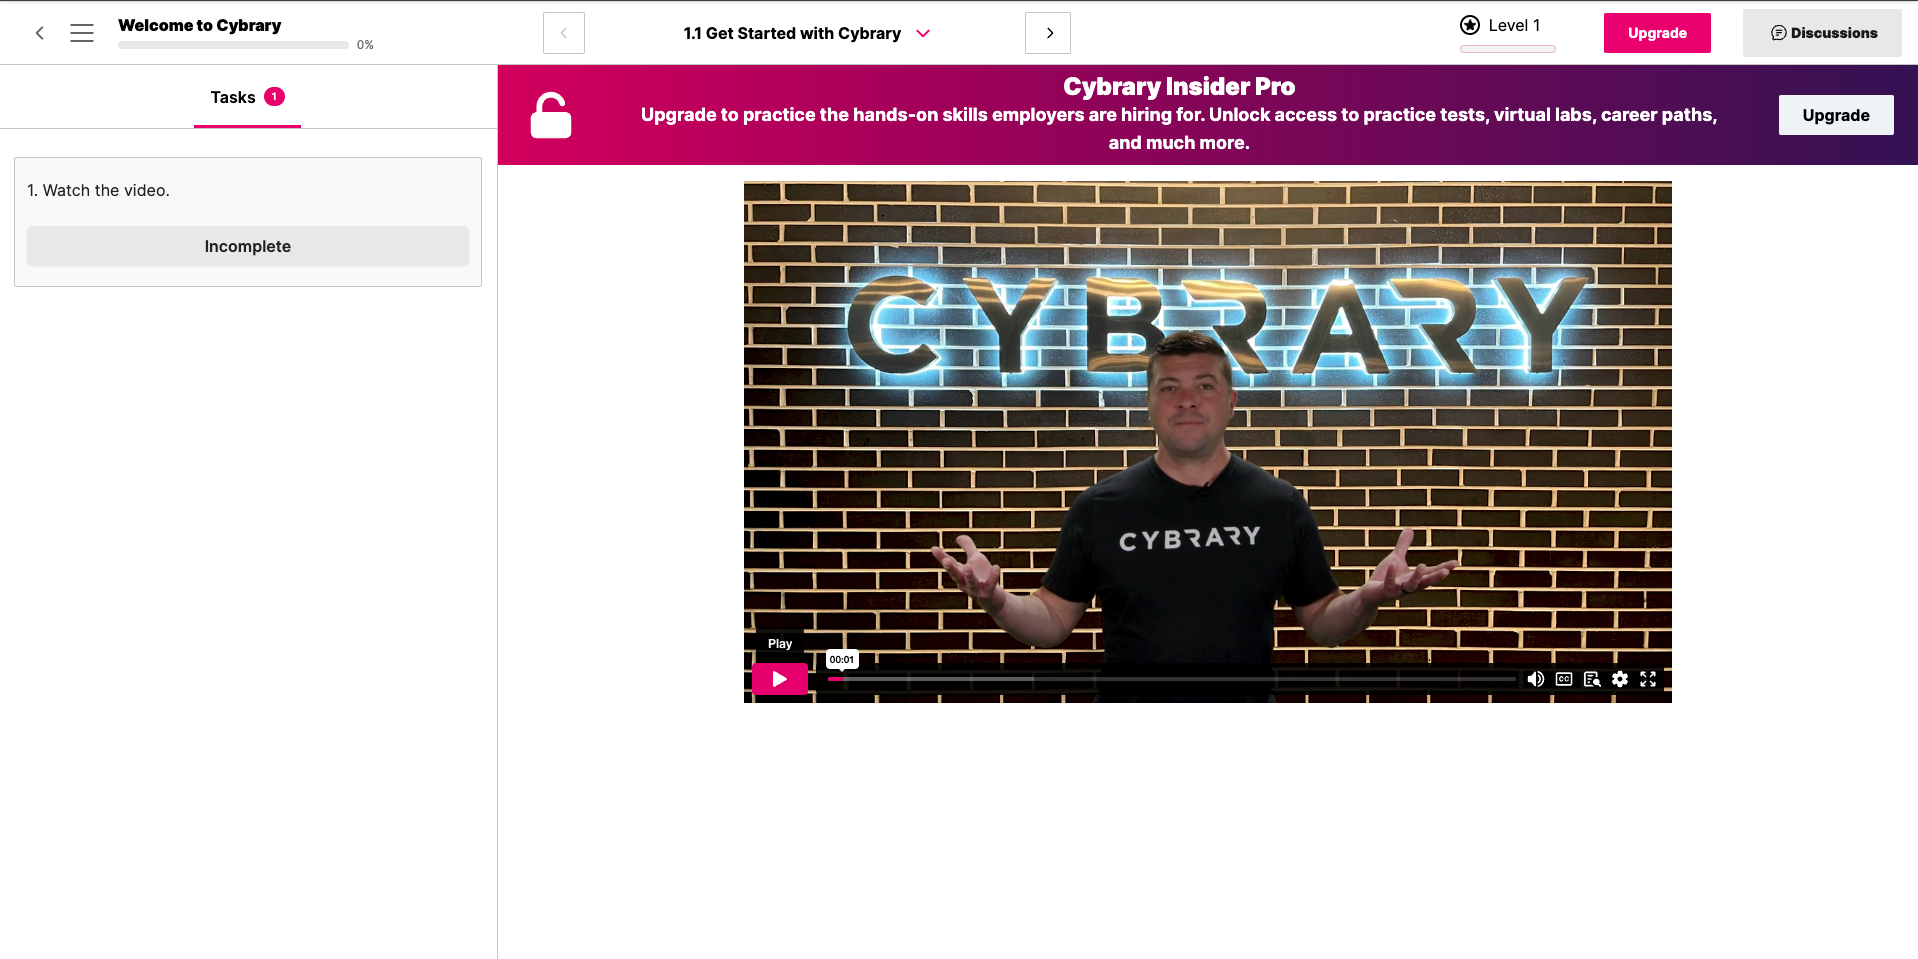 Welcome to Cybrary
0%
1.1 Get Started with Cybrary
Level 1
Upgrade
Discussions
Tasks 1
1. Watch the video.
Incomplete
Cybrary Insider Pro
Upgrade to practice the hands-on skills employers are hiring for. Unlock access to practice tests, virtual labs, career paths,
and much more.
Upgrade
CYBRARY
CYBRARY
Play
00:01
CC